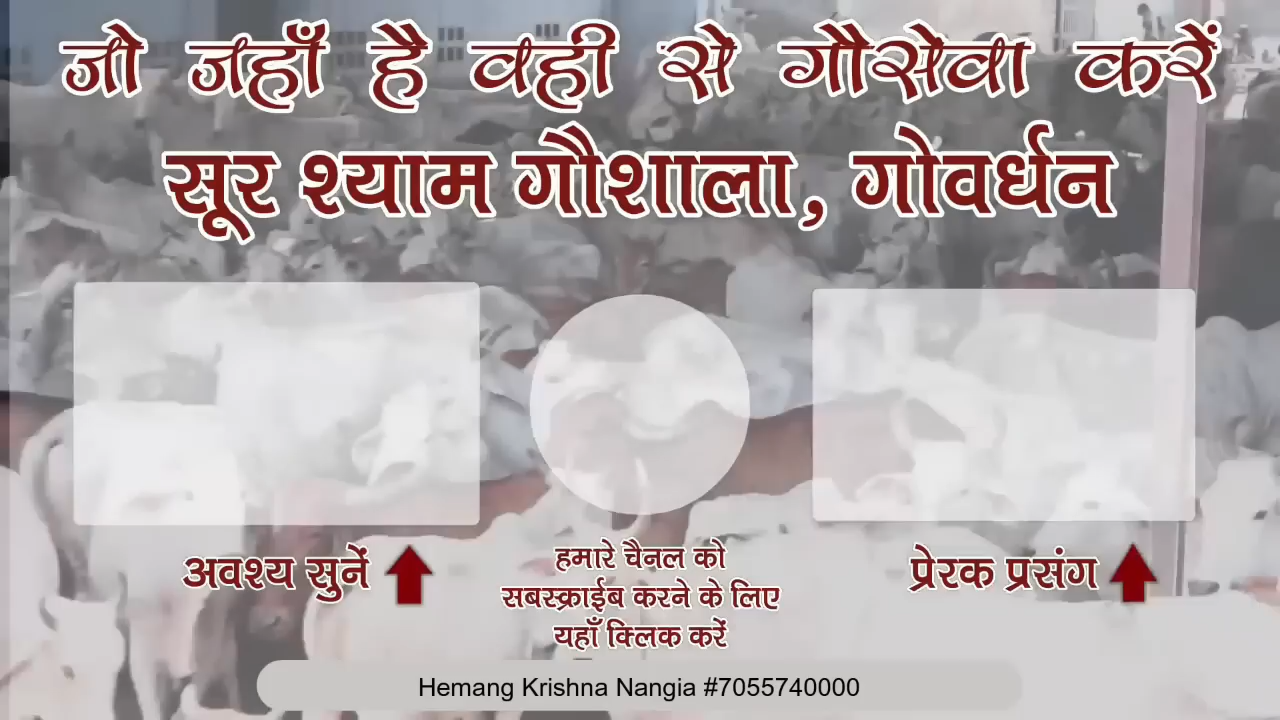 जो जहाँ है वही से गौसेवा करें
सूर श्याम गौशाला, गोवर्धन
अवश्य सुनें
हमारे चैनल को
सबस्क्राईब करने के लिए
यहाँ क्लिक करें
प्रेरक प्रसंग
Hemang Krishna Nangia #7055740000